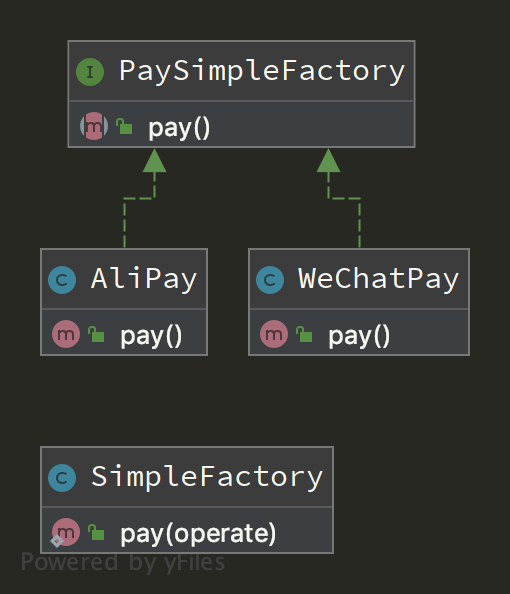 I PaySimpleFactory
m pay()
C AliPay
m pay()
C WeChatPay
m pay()
C SimpleFactory
m pay(operate)
Powered by yFiles